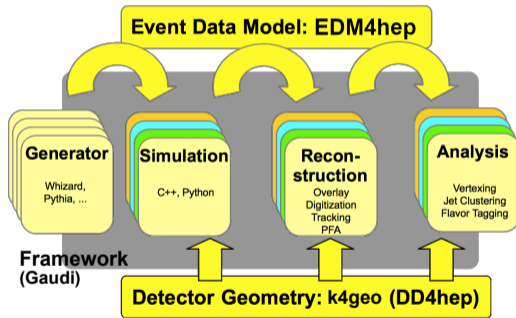 Event Data Model: EDM4hep
Generator
Whizard,
Pythia, ...
Simulation
C++, Python
Recon-
struction
Overlay
Digitization
Tracking
PFA
Analysis
Vertexing
Jet Clustering
Flavor Tagging
Framework
(Gaudi)
Detector Geometry: k4geo (DD4hep)